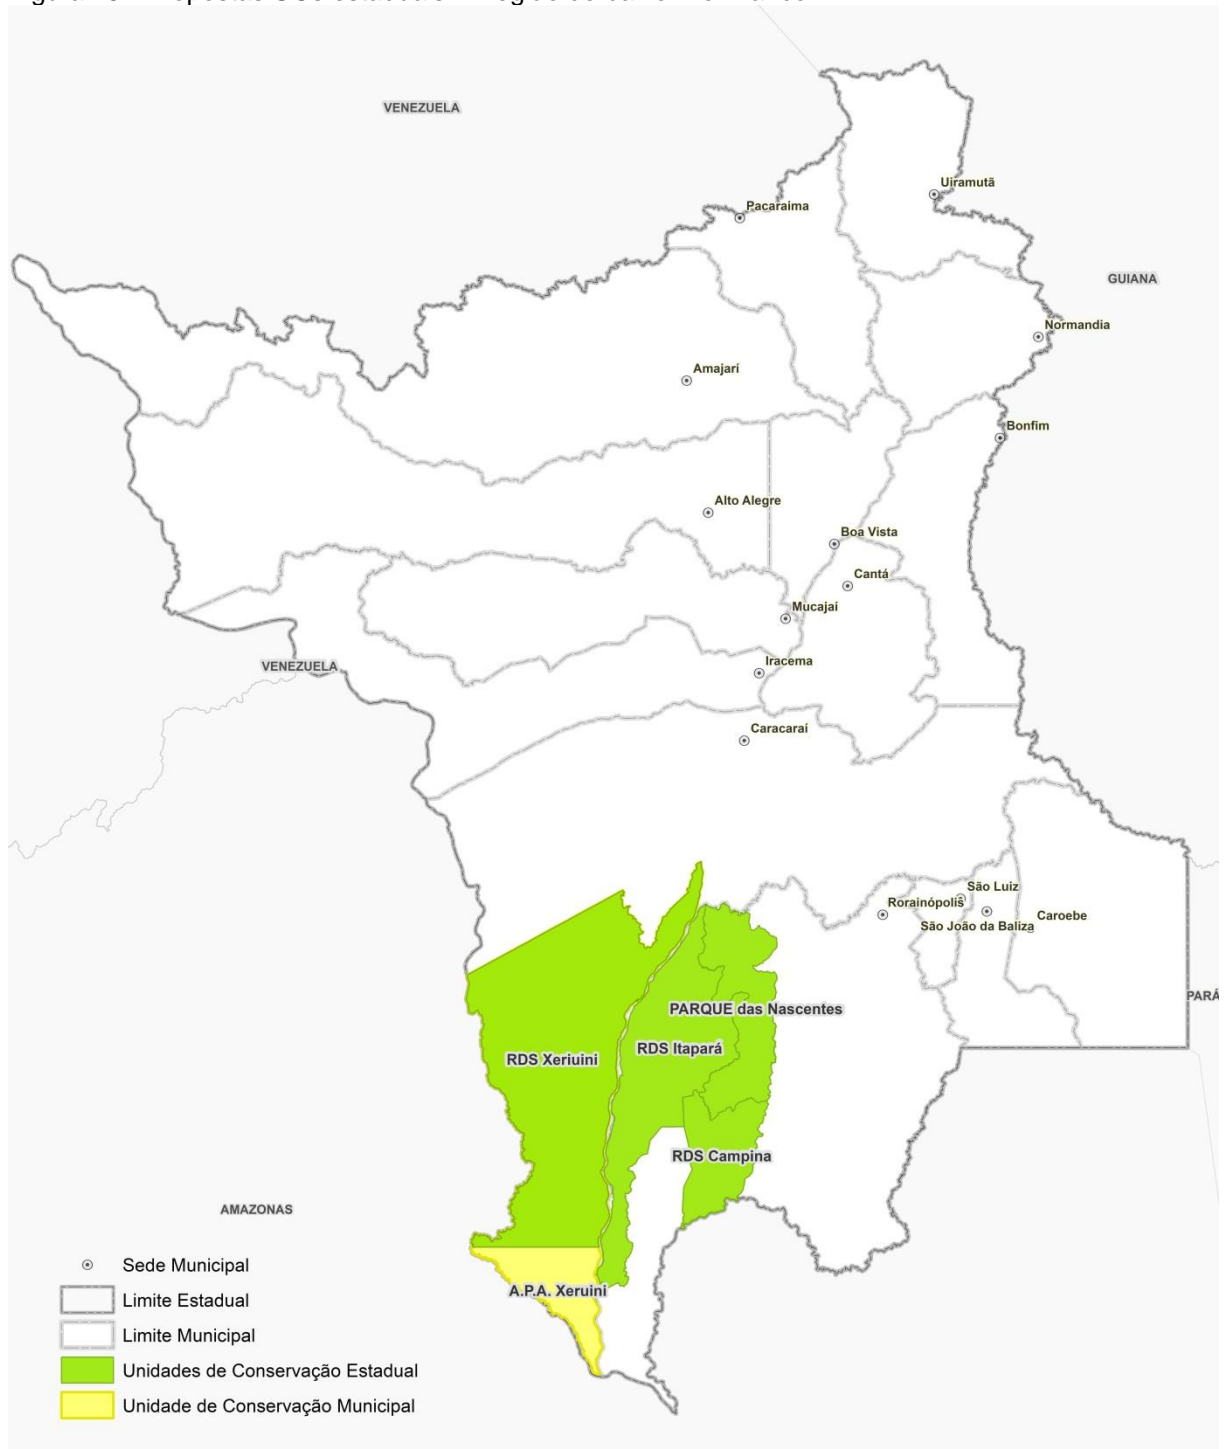 VENEZUELA
Uiramutã
Pacaraima
GUIANA
Normandia
Amajarí
Bonfim
Alto Alegre
Boa Vista
Cantá
Mucajaí
Iracema
VENEZUELA
Caracaraí
São Luiz
Rorainópolis
Caroebe
São João da Baliza
PARÁ
PARQUE das Nascentes
RDS Itapará
RDS Xeriuini
RDS Campina
AMAZONAS
A.P.A. Xeruini
Sede Municipal
Limite Estadual
Limite Municipal
Unidades de Conservação Estadual
Unidade de Conservação Municipal